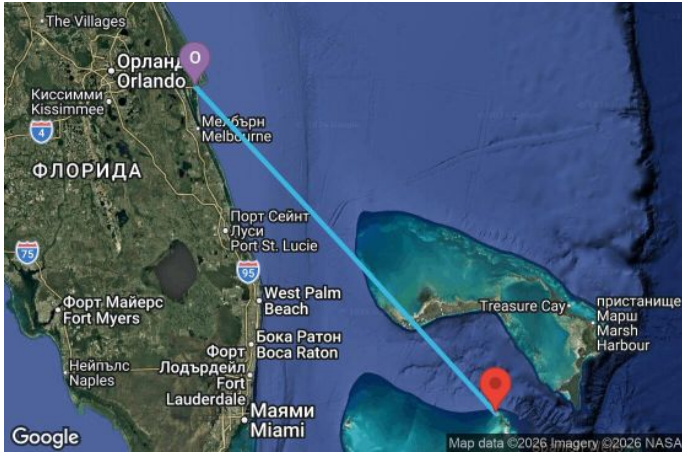 The Villages
O
Орланд
Orlando
Киссимми
Kissimmee
4
Мелбърн
Melbourne
ФЛОРИДА
Порт Сейнт
Луси
Port St. Lucie
75
95
Форт Майерс
Fort Myers
West Palm
Beach
Treasure Cay
пристанище
Марш
Marsh
Harbour
Бока Ратон
Boca Raton
Нейпълс
Naples
Форт
Лодърдейл
Fort
Lauderdale
Маями
Miami
Google
Map data ©2026 Imagery ©2026 NASA